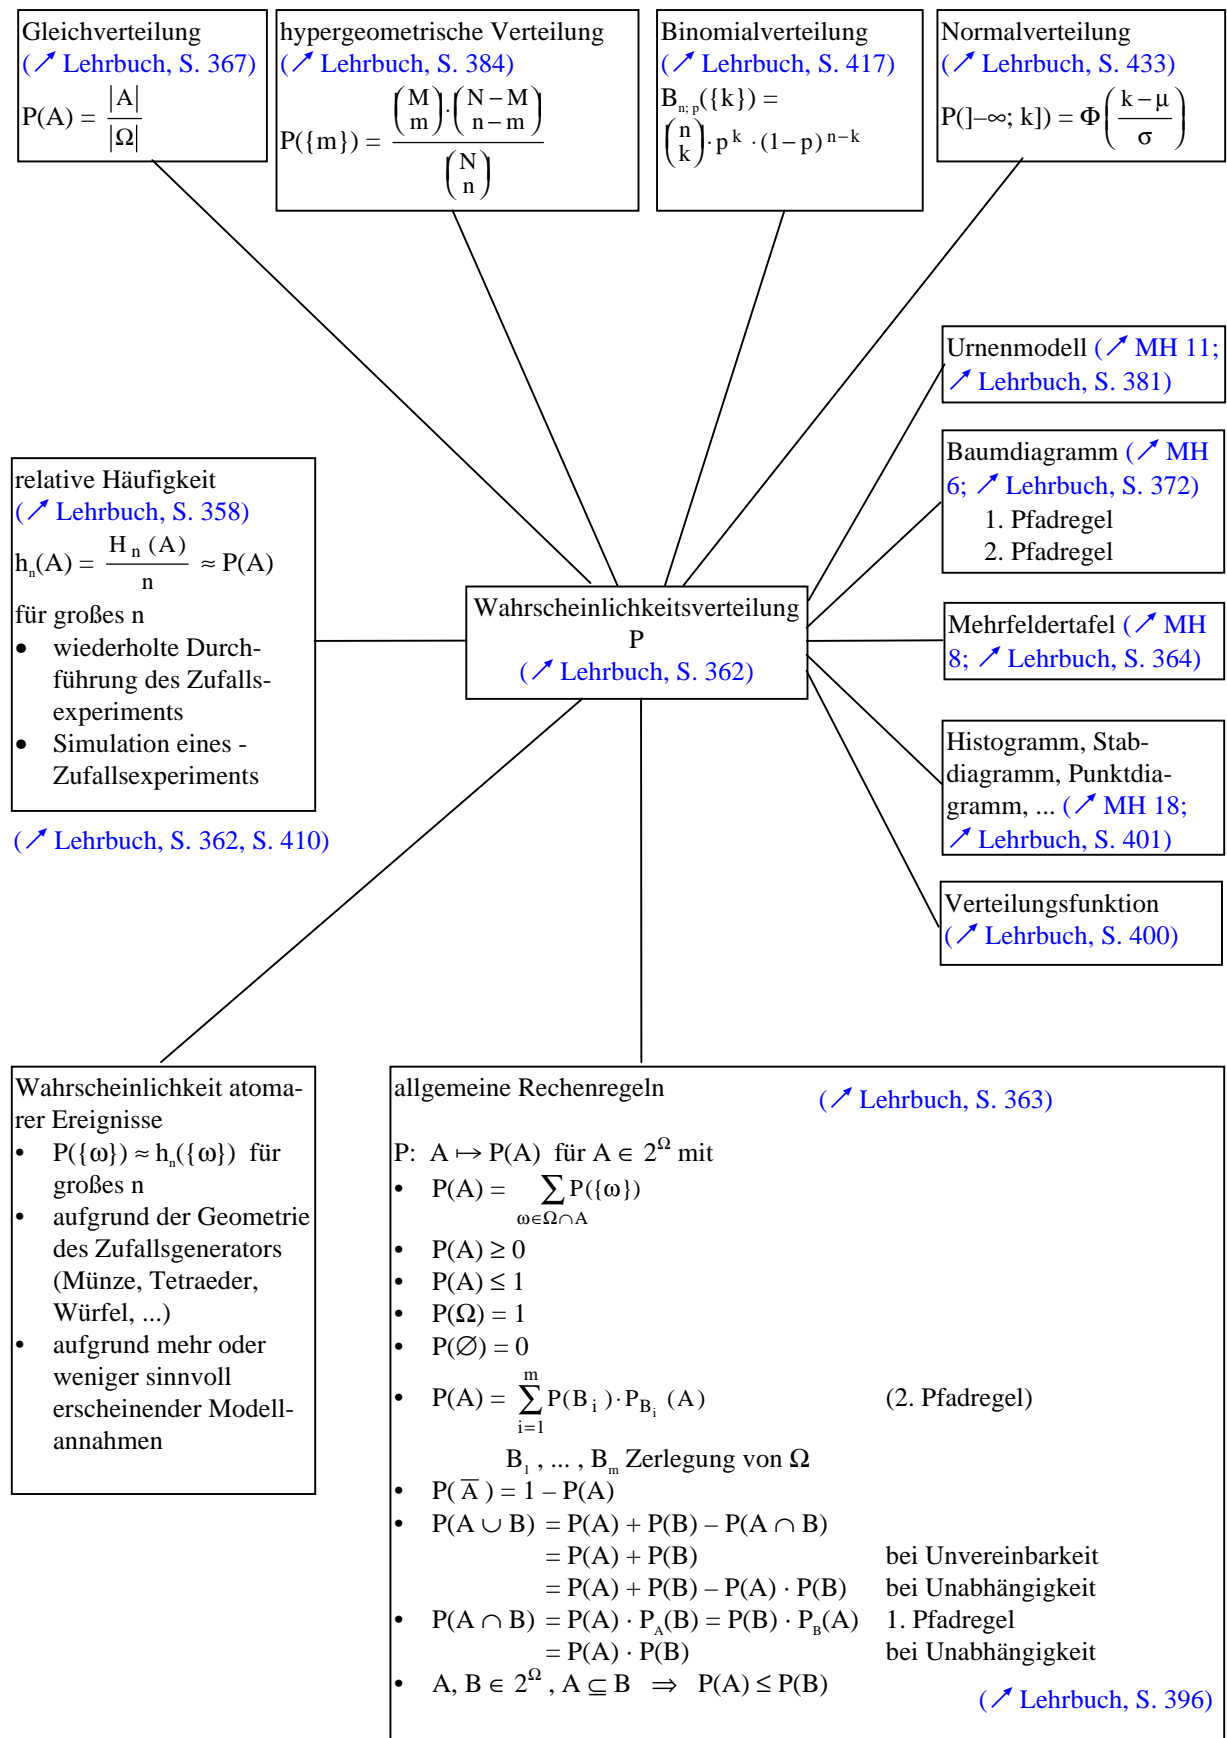 Gleichverteilung
(↗ Lehrbuch, S. 367)
P(A) = |A| / |Ω|
hypergeometrische Verteilung
(↗ Lehrbuch, S. 384)
P({m}) = (M m) · (N − M n − m) / (N n)
Binomialverteilung
(↗ Lehrbuch, S. 417)
B_{n; p}({k}) =
(n k) · p^k · (1 − p)^{n − k}
Normalverteilung
(↗ Lehrbuch, S. 433)
P(]−∞; k]) = Φ((k − μ) / σ)
Urnenmodell (↗ MH 11;
↗ Lehrbuch, S. 381)
Baumdiagramm (↗ MH
6; ↗ Lehrbuch, S. 372)
1. Pfadregel
2. Pfadregel
relative Häufigkeit
(↗ Lehrbuch, S. 358)
h_n(A) = H_n (A) / n ≈ P(A)
für großes n
• wiederholte Durch-
führung des Zufalls-
experiments
• Simulation eines -
Zufallsexperiments
(↗ Lehrbuch, S. 362, S. 410)
Wahrscheinlichkeitsverteilung
P
(↗ Lehrbuch, S. 362)
Mehrfeldertafel (↗ MH
8; ↗ Lehrbuch, S. 364)
Histogramm, Stab-
diagramm, Punktdia-
gramm, ... (↗ MH 18;
↗ Lehrbuch, S. 401)
Verteilungsfunktion
(↗ Lehrbuch, S. 400)
Wahrscheinlichkeit atoma-
rer Ereignisse
• P({ω}) ≈ h_n({ω}) für
großes n
• aufgrund der Geometrie
des Zufallsgenerators
(Münze, Tetraeder,
Würfel, ...)
• aufgrund mehr oder
weniger sinnvoll
erscheinender Modell-
annahmen
allgemeine Rechenregeln
(↗ Lehrbuch, S. 363)
P: A ↦ P(A) für A ∈ 2^Ω mit
• P(A) = ∑_{ω∈Ω∩A} P({ω})
• P(A) ≥ 0
• P(A) ≤ 1
• P(Ω) = 1
• P(∅) = 0
• P(A) = ∑_{i=1}^{m} P(B_i) · P_{B_i} (A) (2. Pfadregel)
B_1 , ... , B_m Zerlegung von Ω
• P(A̅) = 1 – P(A)
• P(A ∪ B) = P(A) + P(B) – P(A ∩ B)
= P(A) + P(B) bei Unvereinbarkeit
= P(A) + P(B) – P(A) · P(B) bei Unabhängigkeit
• P(A ∩ B) = P(A) · P_A(B) = P(B) · P_B(A) 1. Pfadregel
= P(A) · P(B) bei Unabhängigkeit
• A, B ∈ 2^Ω , A ⊆ B ⇒ P(A) ≤ P(B)
(↗ Lehrbuch, S. 396)